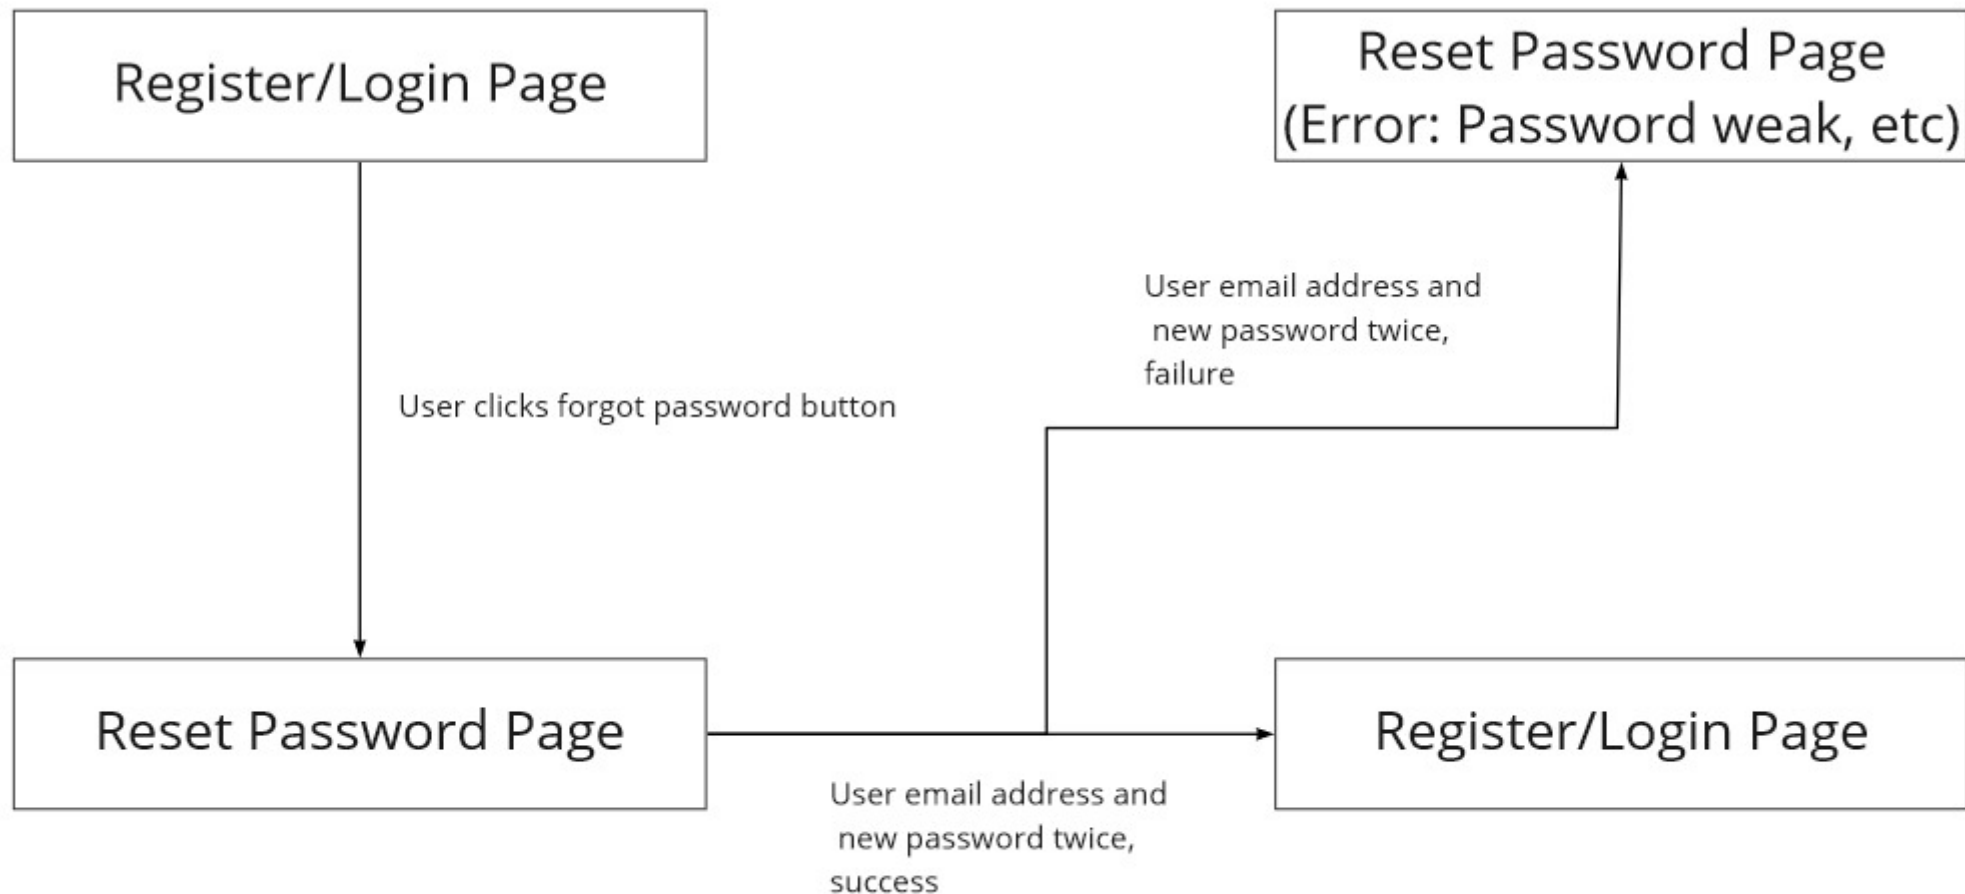 Register/Login Page
Reset Password Page
(Error: Password weak, etc)
User email address and
new password twice,
failure
User clicks forgot password button
Reset Password Page
Register/Login Page
User email address and
new password twice,
success